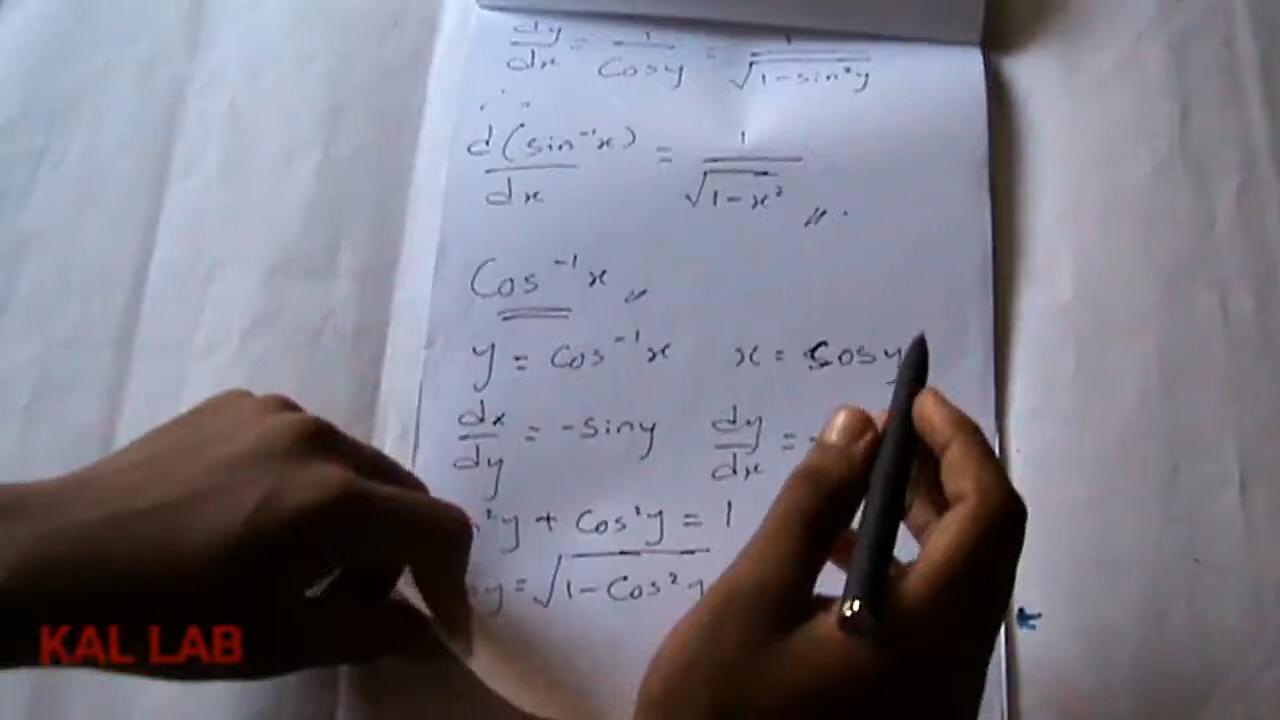 dy/dx = 1/Cosy = 1/√1-sin²y
∴
d(sin⁻¹x)/dx = 1/√1-x²
Cos⁻¹x
y = Cos⁻¹x x = Cosy
dx/dy = -siny dy/dx = -
²y + Cos²y = 1
y = √1-Cos²y
KAL LAB